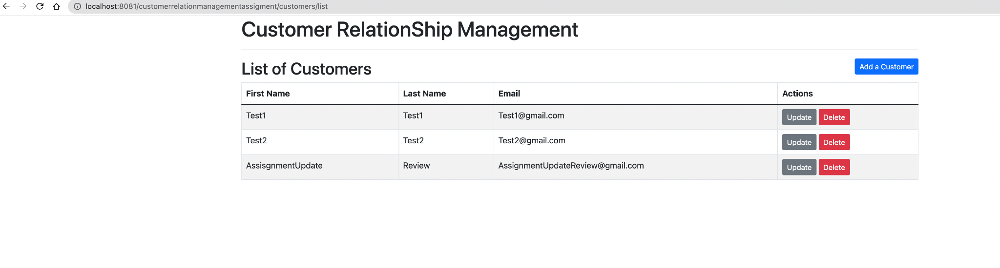 localhost:8081/customerrelationmanagementassigment/customers/list
Customer RelationShip Management
List of Customers
Add a Customer
First Name Last Name Email Actions
Test1 Test1 Test1@gmail.com Update Delete
Test2 Test2 Test2@gmail.com Update Delete
AssisgnmentUpdate Review AssignmentUpdateReview@gmail.com Update Delete